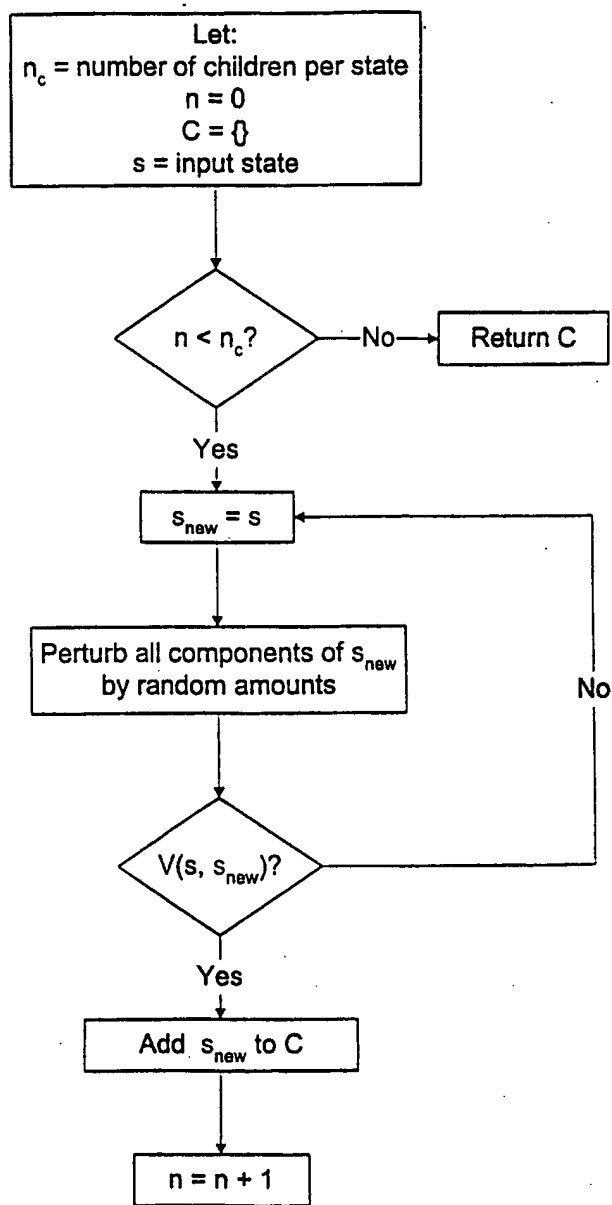 Let:
n_c = number of children per state
n = 0
C = {}
s = input state
n < n_c?
No
Return C
Yes
s_new = s
Perturb all components of s_new
by random amounts
No
V(s, s_new)?
Yes
Add s_new to C
n = n + 1